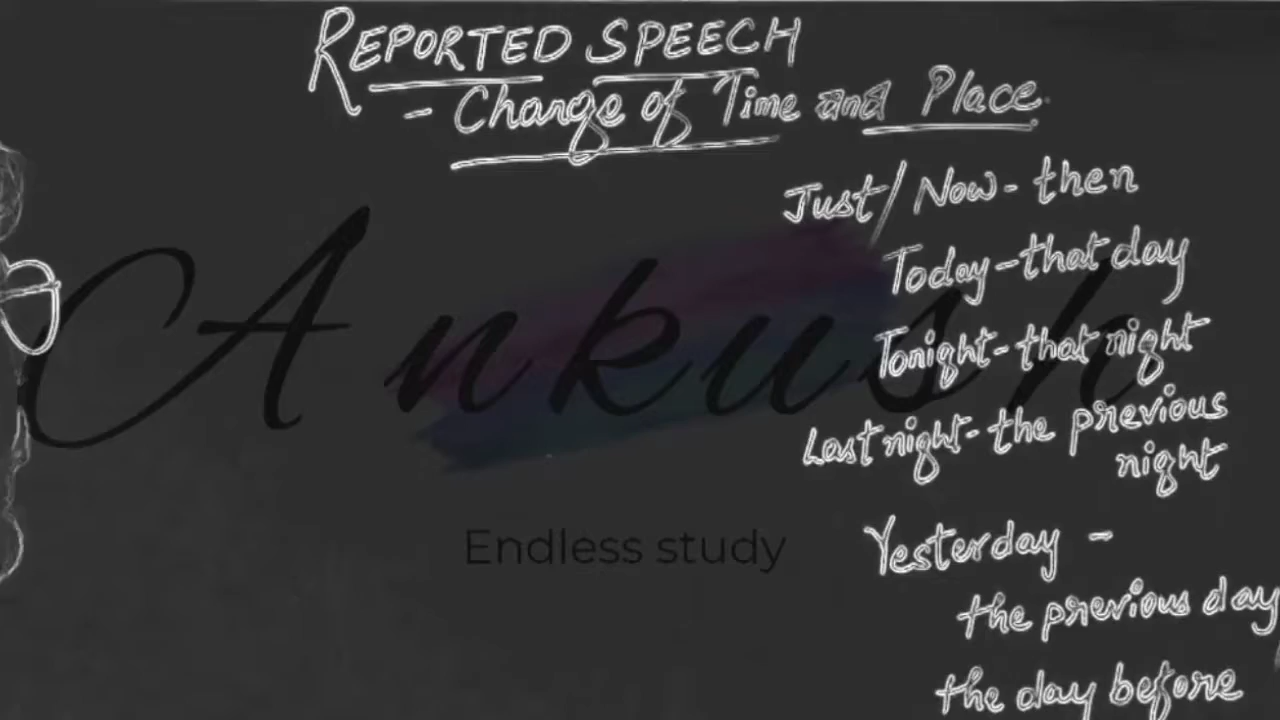 REPORTED SPEECH
- Change of Time and Place.
Just/Now - then
Today - that day
Tonight - that night
Ankush
Last night - the previous
night
Endless study
Yesterday -
the previous day
the day before